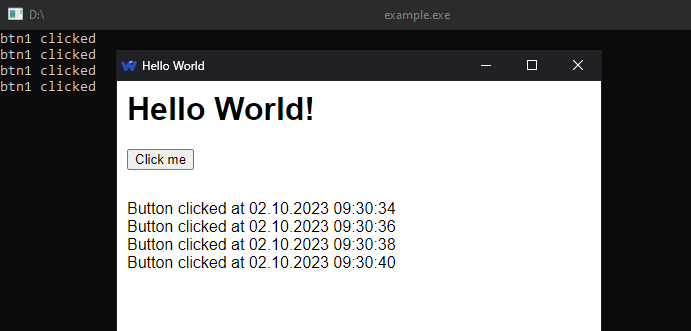 D:\
example.exe
btn1 clicked
btn1 clicked
btn1 clicked
btn1 clicked
Hello World
Hello World!
Click me
Button clicked at 02.10.2023 09:30:34
Button clicked at 02.10.2023 09:30:36
Button clicked at 02.10.2023 09:30:38
Button clicked at 02.10.2023 09:30:40